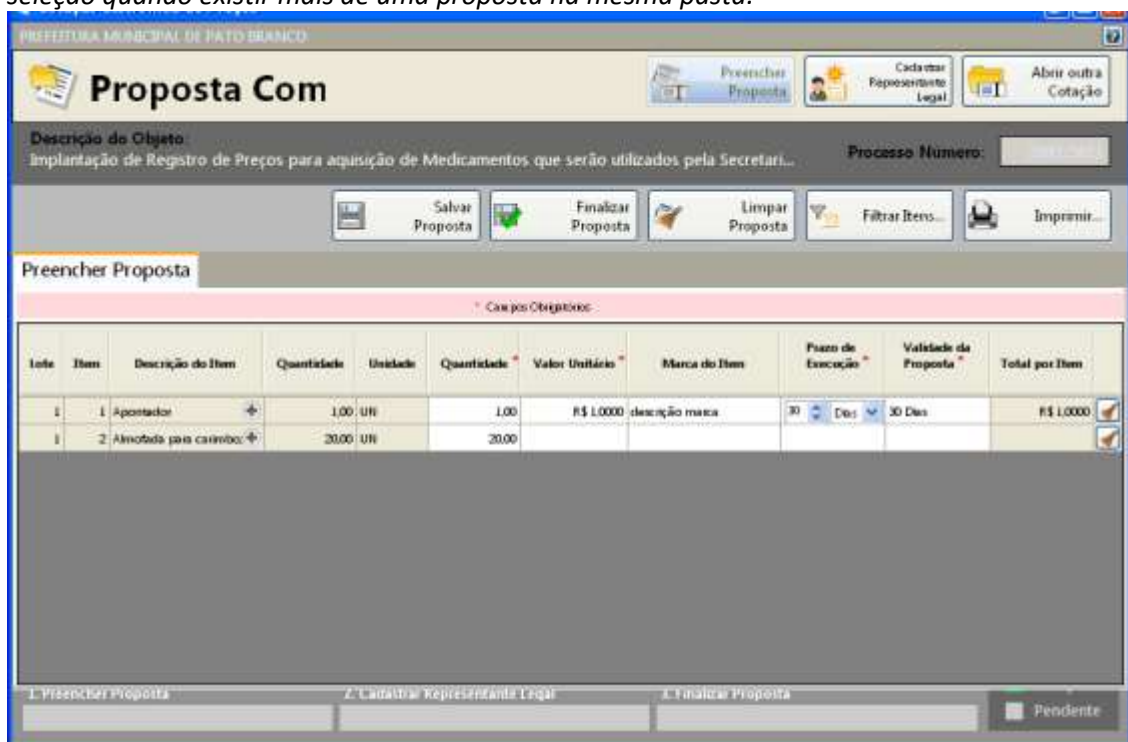 seleção quando existir mais de uma proposta na mesma pasta.
PREFEITURA MUNICIPAL DE PATO BRANCO
Proposta Com
Preencher
Proposta
Cadastrar
Representante
Legal
Abrir outra
Cotação
Descrição do Objeto:
Implantação de Registro de Preços para aquisição de Medicamentos que serão utilizados pela Secretari...
Processo Número:
Salvar
Proposta
Finalizar
Proposta
Limpar
Proposta
Filtrar Itens...
Imprimir...
Preencher Proposta
* Campos Obrigatórios
Lote Item Descrição do Item Quantidade Unidade Quantidade * Valor Unitário * Marca do Item Prazo de Execução * Validade da Proposta * Total por Item
1 1 Apontador + 1,00 UN 1,00 R$ 1,0000 descrição marca 30 Dias 30 Dias R$ 1,0000
1 2 Almofada para carimbo; + 20,00 UN 20,00
1. Preencher Proposta 2. Cadastrar Representante Legal 3. Finalizar Proposta
Pendente